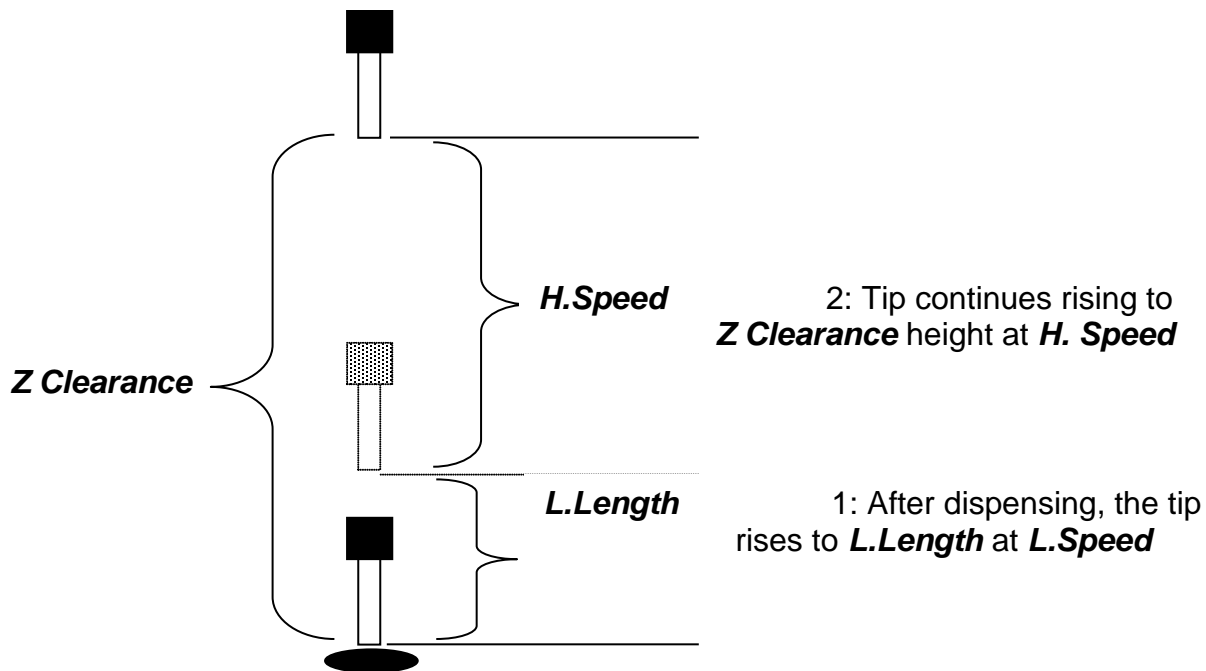 H.Speed
2: Tip continues rising to
Z Clearance height at H. Speed
Z Clearance
L.Length
1: After dispensing, the tip
rises to L.Length at L.Speed